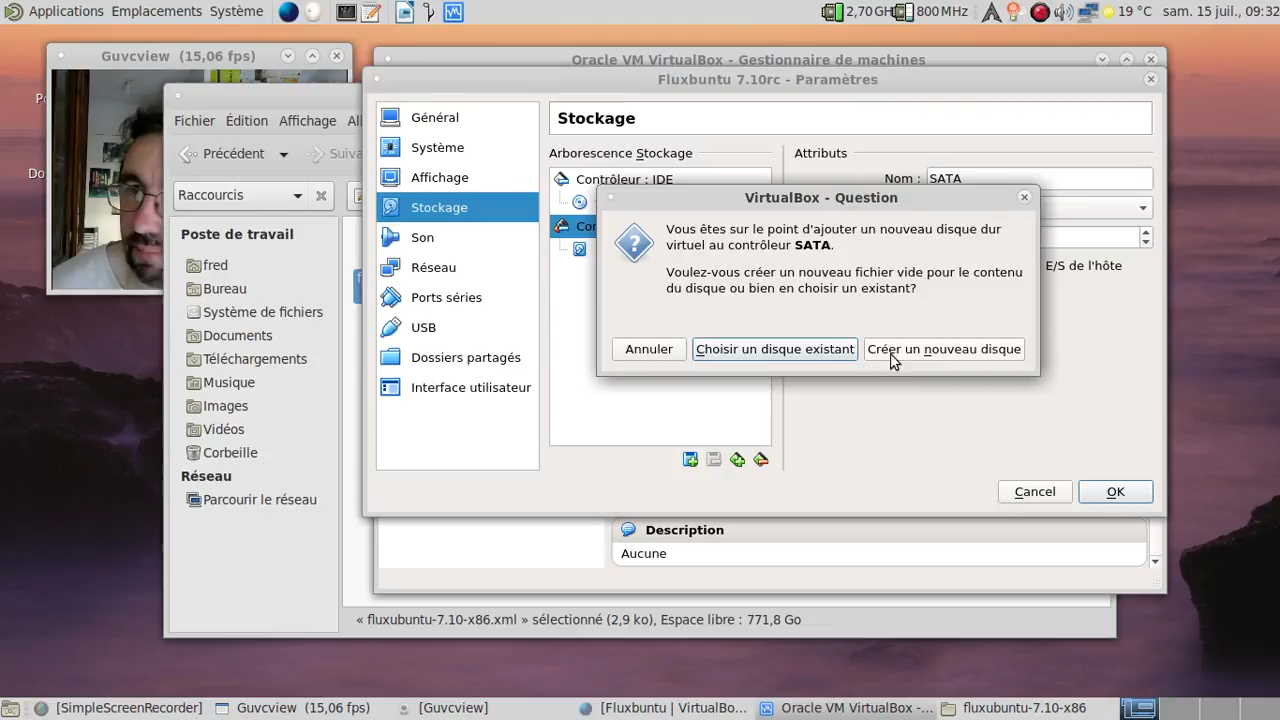 Applications Emplacements Système
2,70 GH
800 MHz
19 °C sam. 15 juil., 09:32
Guvcview (15,06 fps)
Oracle VM VirtualBox - Gestionnaire de machines
Fluxbuntu 7.10rc - Paramètres
Fichier Édition Affichage
Précédent
Raccourcis
Poste de travail
fred
Bureau
Système de fichiers
Documents
Téléchargements
Musique
Images
Vidéos
Corbeille
Réseau
Parcourir le réseau
Général
Système
Affichage
Stockage
Son
Réseau
Ports séries
USB
Dossiers partagés
Interface utilisateur
Stockage
Arborescence Stockage
Attributs
Contrôleur : IDE
Nom : SATA
E/S de l'hôte
VirtualBox - Question
Vous êtes sur le point d'ajouter un nouveau disque dur
virtuel au contrôleur SATA.
Voulez-vous créer un nouveau fichier vide pour le contenu
du disque ou bien en choisir un existant?
Annuler
Choisir un disque existant
Créer un nouveau disque
Cancel
OK
Description
Aucune
« fluxbuntu-7.10-x86.xml » sélectionné (2,9 ko), Espace libre : 771,8 Go
[SimpleScreenRecorder]
Guvcview (15,06 fps)
[Guvcview]
[Fluxbuntu | VirtualBo...
Oracle VM VirtualBox -...
fluxbuntu-7.10-x86